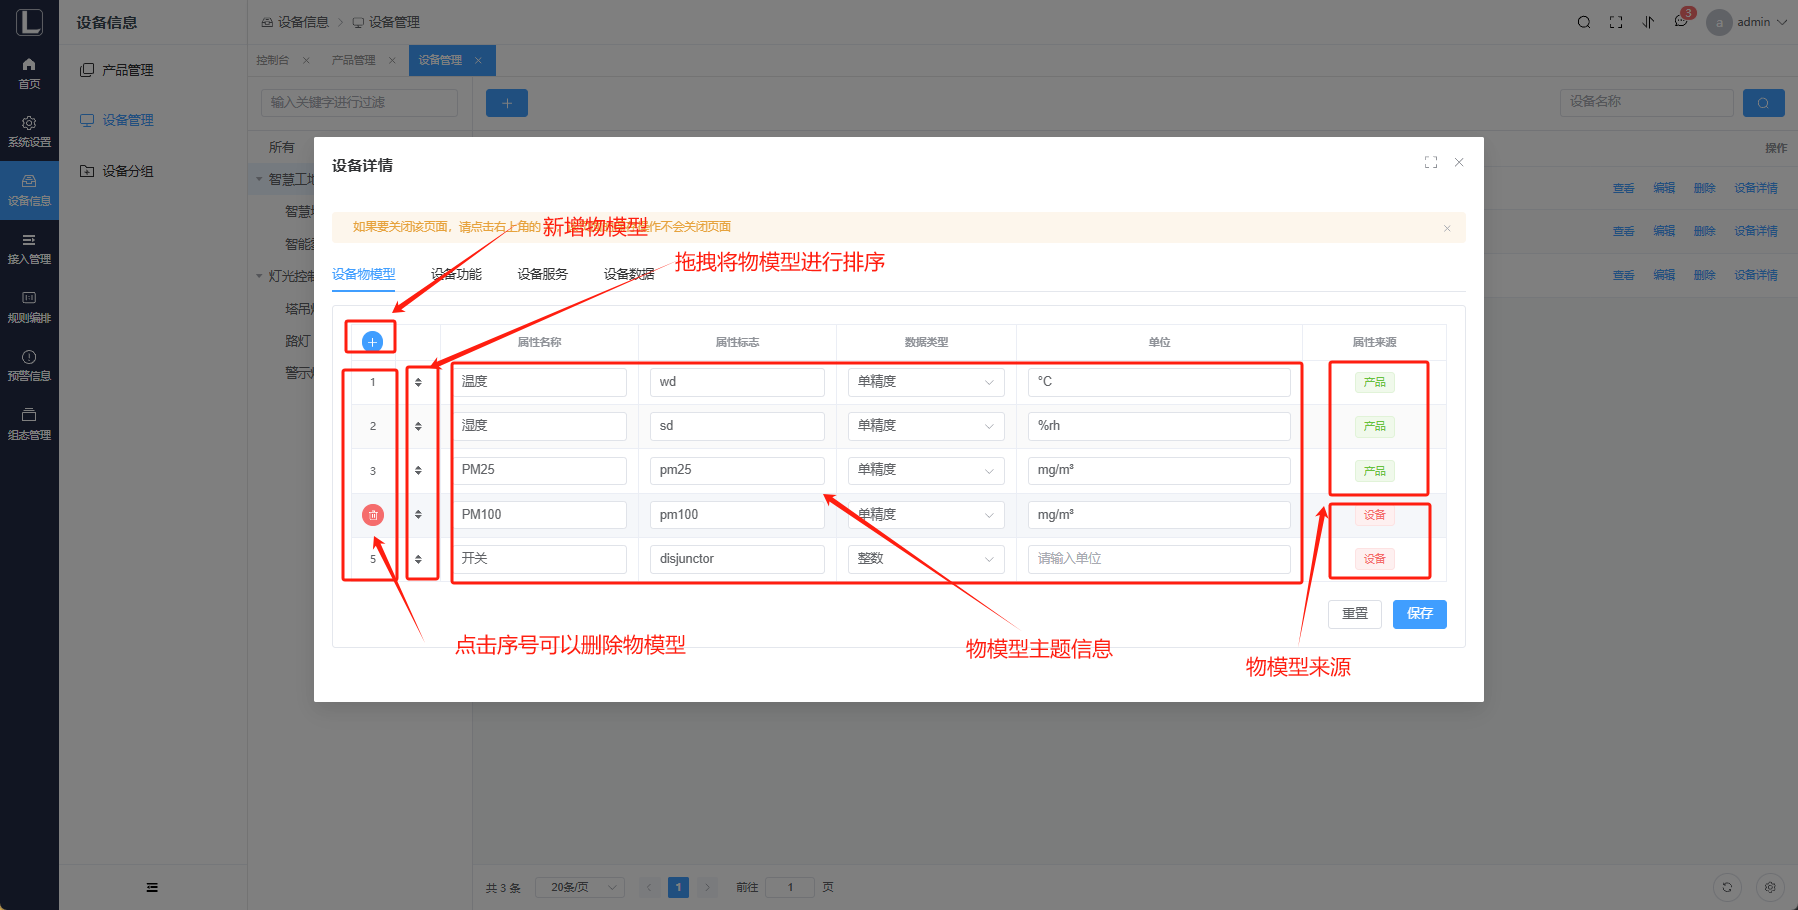 设备信息
设备信息 设备管理
3
a admin
首页
系统设置
设备信息
接入管理
规则编排
预警信息
组态管理
产品管理
设备管理
设备分组
控制台 产品管理 设备管理
输入关键字进行过滤
设备名称
所有
智慧工地
智慧
智能
灯光控制
塔吊
路灯
警示
操作
查看 编辑 删除 设备详情
查看 编辑 删除 设备详情
查看 编辑 删除 设备详情
设备详情
如果要关闭该页面，请点击右上角的
作不会关闭页面
新增物模型
拖拽将物模型进行排序
设备物模型 设备功能 设备服务 设备数据
属性名称 属性标志 数据类型 单位 属性来源
1 温度 wd 单精度 °C 产品
2 湿度 sd 单精度 %rh 产品
3 PM25 pm25 单精度 mg/m³ 产品
PM100 pm100 单精度 mg/m³ 设备
5 开关 disjunctor 整数 请输入单位 设备
重置 保存
点击序号可以删除物模型
物模型主题信息
物模型来源
共 3 条 20条/页 1 前往 1 页